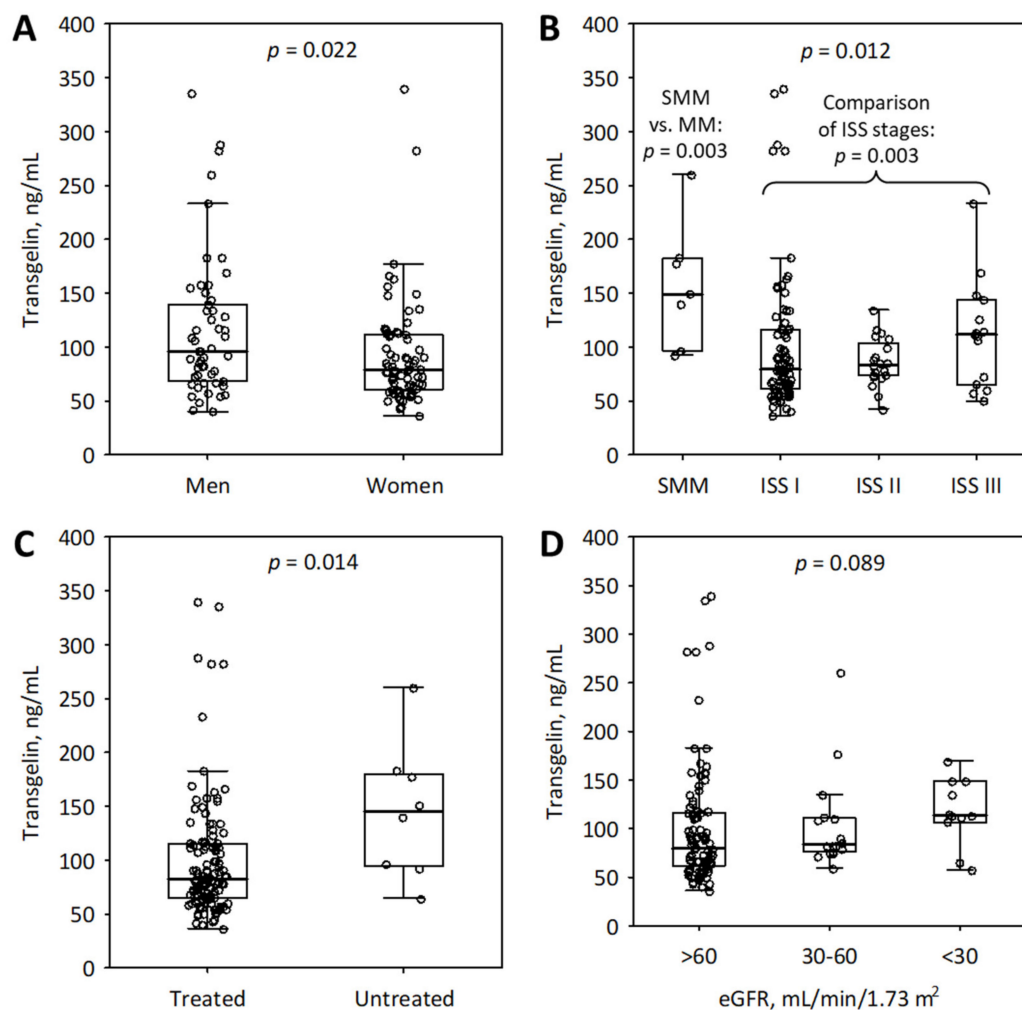 A
p = 0.022
400
350
300
250
200
150
100
50
0
Transgelin, ng/mL
Men
Women
B
p = 0.012
SMM
vs. MM:
p = 0.003
Comparison
of ISS stages:
p = 0.003
400
350
300
250
200
150
100
50
0
Transgelin, ng/mL
SMM
ISS I
ISS II
ISS III
C
p = 0.014
400
350
300
250
200
150
100
50
0
Transgelin, ng/mL
Treated
Untreated
D
p = 0.089
400
350
300
250
200
150
100
50
0
Transgelin, ng/mL
>60
30-60
<30
eGFR, mL/min/1.73 m²